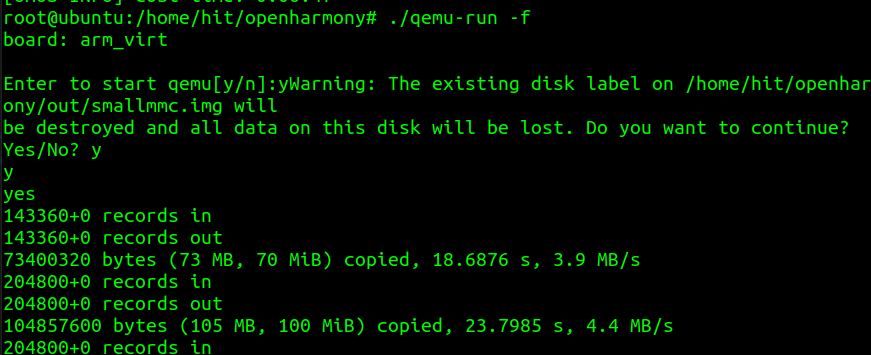 root@ubuntu:/home/hit/openharmony# ./qemu-run -f
board: arm_virt
Enter to start qemu[y/n]:yWarning: The existing disk label on /home/hit/openhar
ony/out/smallmmc.img will
be destroyed and all data on this disk will be lost. Do you want to continue?
Yes/No? y
y
yes
143360+0 records in
143360+0 records out
73400320 bytes (73 MB, 70 MiB) copied, 18.6876 s, 3.9 MB/s
204800+0 records in
204800+0 records out
104857600 bytes (105 MB, 100 MiB) copied, 23.7985 s, 4.4 MB/s
204800+0 records in